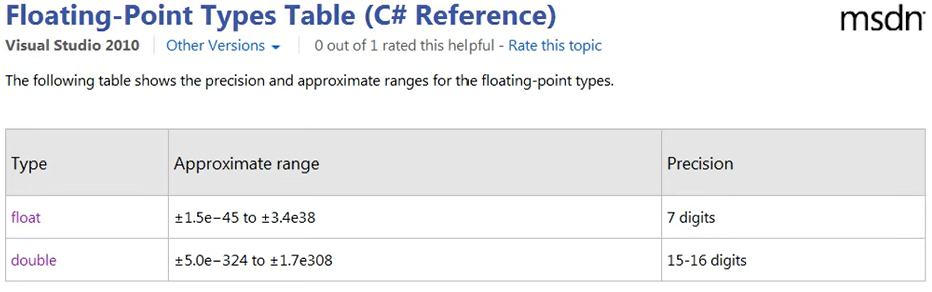 Floating-Point Types Table (C# Reference)
msdn
Visual Studio 2010 Other Versions 0 out of 1 rated this helpful - Rate this topic
The following table shows the precision and approximate ranges for the floating-point types.
Type Approximate range Precision
float ±1.5e−45 to ±3.4e38 7 digits
double ±5.0e−324 to ±1.7e308 15-16 digits